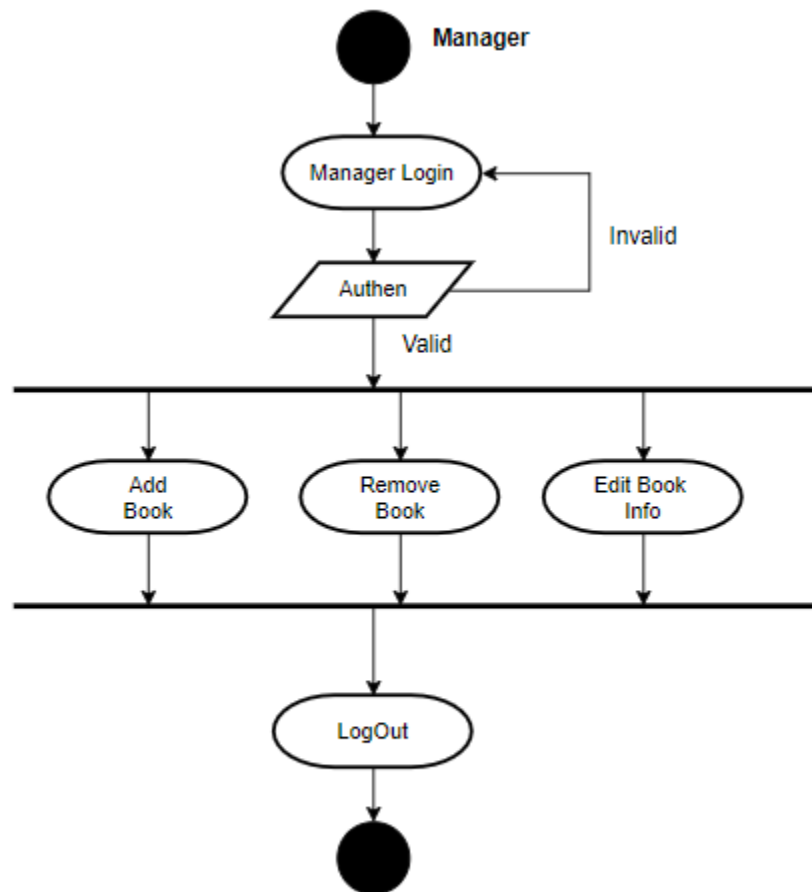 Manager
Manager Login
Invalid
Authen
Valid
Add
Book
Remove
Book
Edit Book
Info
LogOut